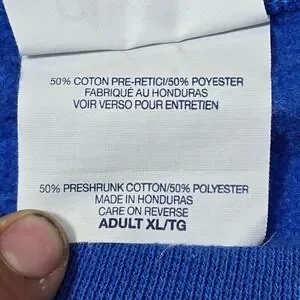 50% COTON PRE-RETICI/50% POYESTER
FABRIQUÉ AU HONDURAS
VOIR VERSO POUR ENTRETIEN
50% PRESHRUNK COTTON/50% POLYESTER
MADE IN HONDURAS
CARE ON REVERSE
ADULT XL/TG